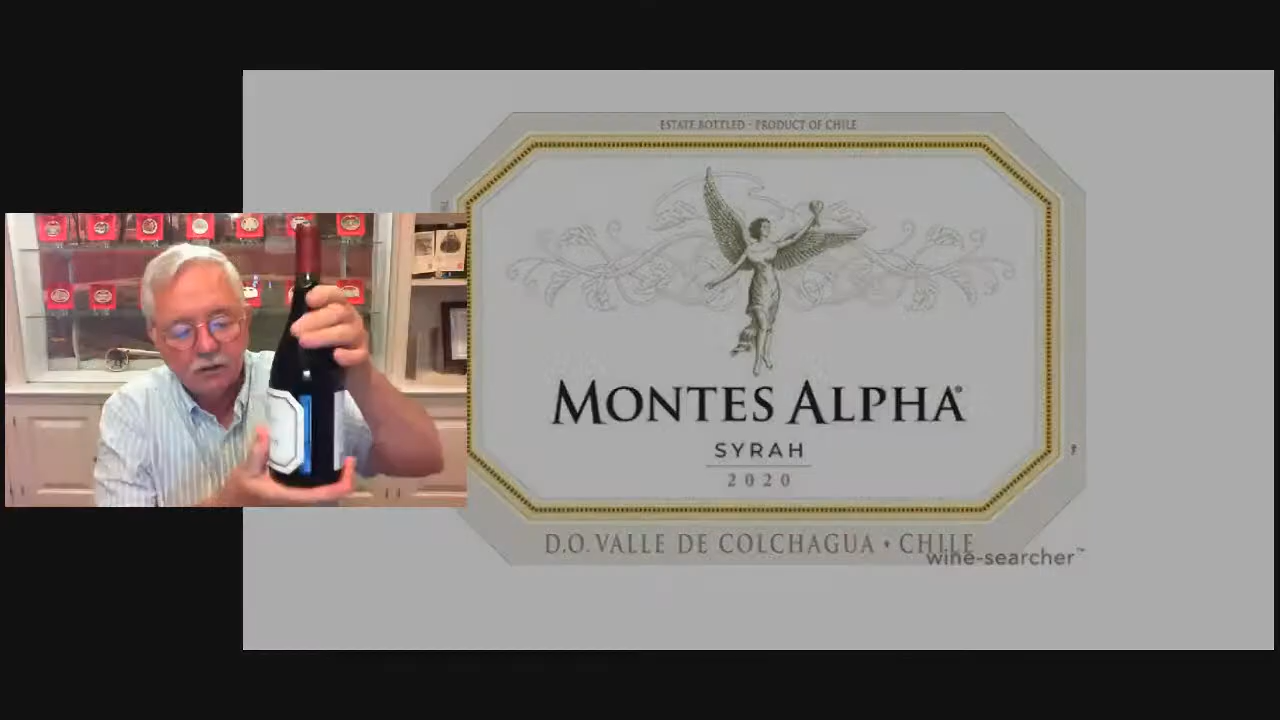 ESTATE BOTTLED - PRODUCT OF CHILE
MONTES ALPHA®
SYRAH
2020
D.O. VALLE DE COLCHAGUA • CHILE
wine-searcher™